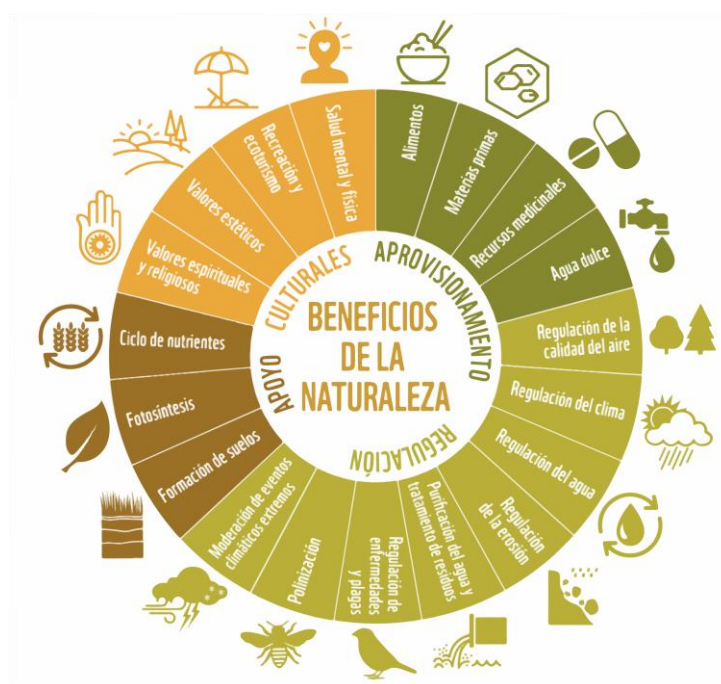 BENEFICIOS
DE LA
NATURALEZA
APROVISIONAMIENTO
Alimentos
Materias primas
Recursos medicinales
Agua dulce
REGULACIÓN
Regulación de la
calidad del aire
Regulación del clima
Regulación del agua
Regulación
de la erosión
Purificación del agua y
tratamiento de residuos
Regulación de
enfermedades
y plagas
Polinización
Moderación de eventos
climáticos extremos
APOYO
Formación de suelos
Fotosíntesis
Ciclo de nutrientes
CULTURALES
Valores espirituales
y religiosos
Valores estéticos
Recreación y
ecoturismo
Salud mental y física